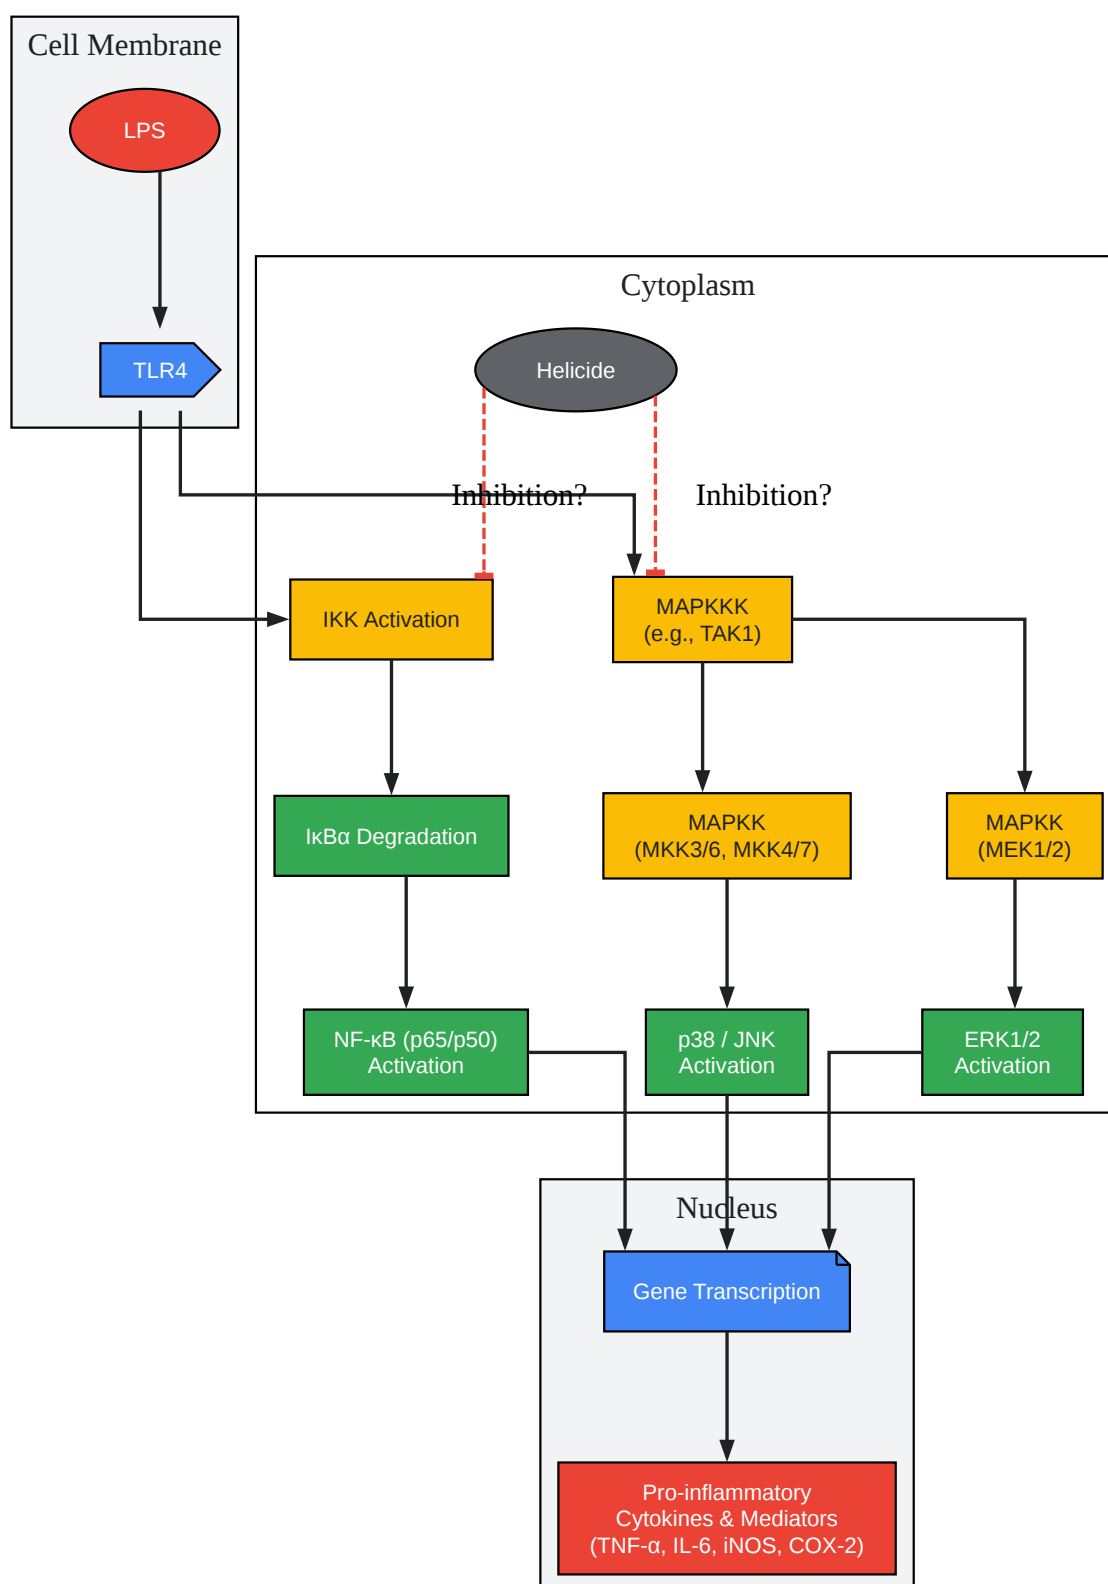 Cell Membrane
LPS
TLR4
Cytoplasm
Helicide
Inhibition?
Inhibition?
IKK Activation
MAPKKK
(e.g., TAK1)
IκBα Degradation
MAPKK
(MKK3/6, MKK4/7)
MAPKK
(MEK1/2)
NF-κB (p65/p50)
Activation
p38 / JNK
Activation
ERK1/2
Activation
Nucleus
Gene Transcription
Pro-inflammatory
Cytokines & Mediators
(TNF-α, IL-6, iNOS, COX-2)